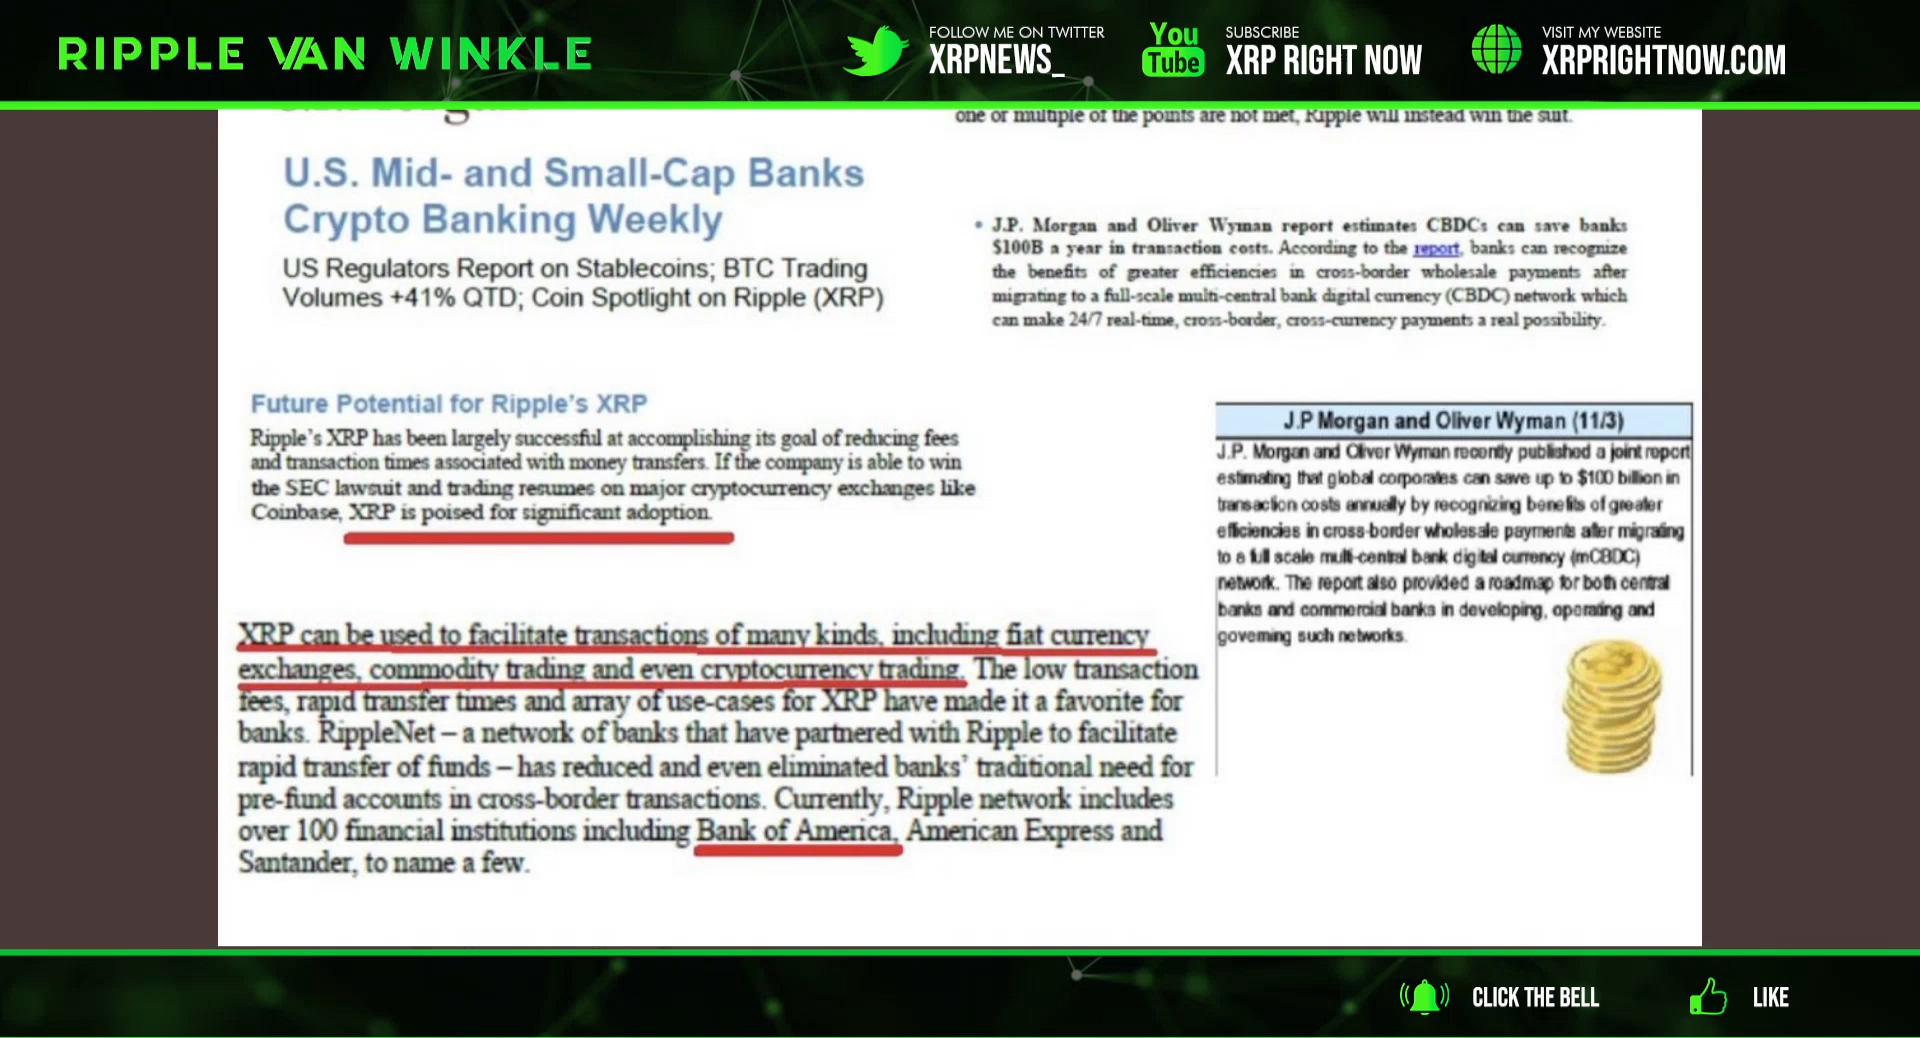 RIPPLE VAN WINKLE
FOLLOW ME ON TWITTER
XRPNEWS_
You
Tube
SUBSCRIBE
XRP RIGHT NOW
VISIT MY WEBSITE
XRPRIGHTNOW.COM
one or multiple of the points are not met, Ripple will instead win the suit.
U.S. Mid- and Small-Cap Banks
Crypto Banking Weekly
US Regulators Report on Stablecoins; BTC Trading
Volumes +41% QTD; Coin Spotlight on Ripple (XRP)
• J.P. Morgan and Oliver Wyman report estimates CBDCs can save banks
$100B a year in transaction costs. According to the report, banks can recognize
the benefits of greater efficiencies in cross-border wholesale payments after
migrating to a full-scale multi-central bank digital currency (CBDC) network which
can make 24/7 real-time, cross-border, cross-currency payments a real possibility.
Future Potential for Ripple's XRP
Ripple's XRP has been largely successful at accomplishing its goal of reducing fees
and transaction times associated with money transfers. If the company is able to win
the SEC lawsuit and trading resumes on major cryptocurrency exchanges like
Coinbase, XRP is poised for significant adoption.
J.P Morgan and Oliver Wyman (11/3)
J.P. Morgan and Oliver Wyman recently published a joint report
estimating that global corporates can save up to $100 billion in
transaction costs annually by recognizing benefits of greater
efficiencies in cross-border wholesale payments after migrating
to a full scale multi-central bank digital currency (mCBDC)
network. The report also provided a roadmap for both central
banks and commercial banks in developing, operating and
governing such networks.
XRP can be used to facilitate transactions of many kinds, including fiat currency
exchanges, commodity trading and even cryptocurrency trading. The low transaction
fees, rapid transfer times and array of use-cases for XRP have made it a favorite for
banks. RippleNet – a network of banks that have partnered with Ripple to facilitate
rapid transfer of funds – has reduced and even eliminated banks' traditional need for
pre-fund accounts in cross-border transactions. Currently, Ripple network includes
over 100 financial institutions including Bank of America, American Express and
Santander, to name a few.
CLICK THE BELL
LIKE